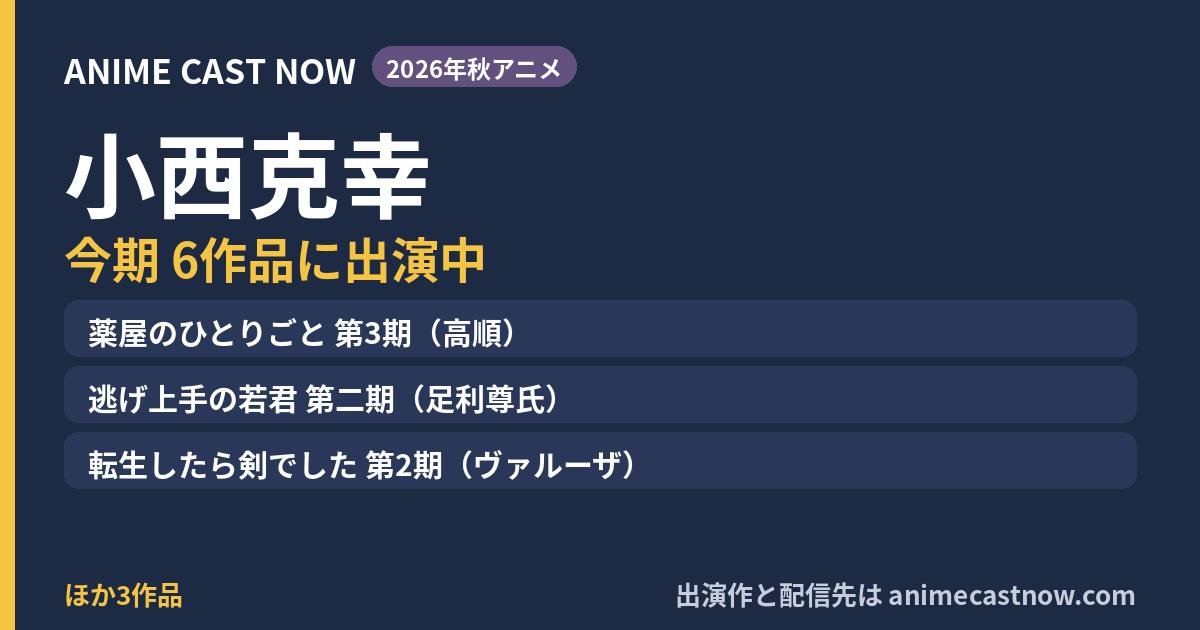 ANIME CAST NOW 2026年秋アニメ
小西克幸
今期 6作品に出演中
薬屋のひとりごと 第3期（高順）
逃げ上手の若君 第二期（足利尊氏）
転生したら剣でした 第2期（ヴァルーザ）
ほか3作品 出演作と配信先は animecastnow.com